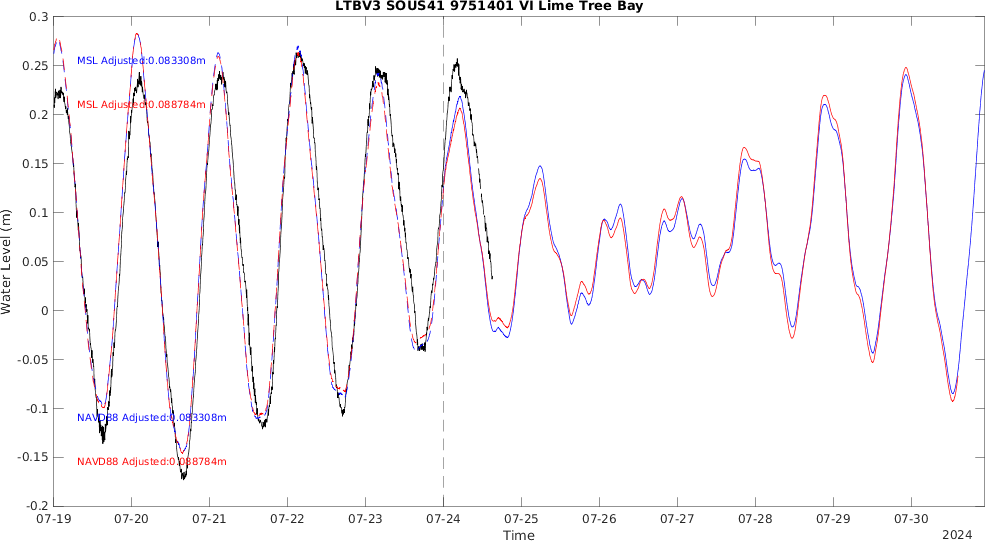 LTBV3 SOUS41 9751401 VI Lime Tree Bay
0.3
0.25
0.2
0.15
0.1
0.05
0
-0.05
-0.1
-0.15
-0.2
Water Level (m)
MSL Adjusted:0.083308m
MSL Adjusted:0.088784m
NAVD88 Adjusted:0.083308m
NAVD88 Adjusted:0.088784m
07-19 07-20 07-21 07-22 07-23 07-24 07-25 07-26 07-27 07-28 07-29 07-30
Time
2024